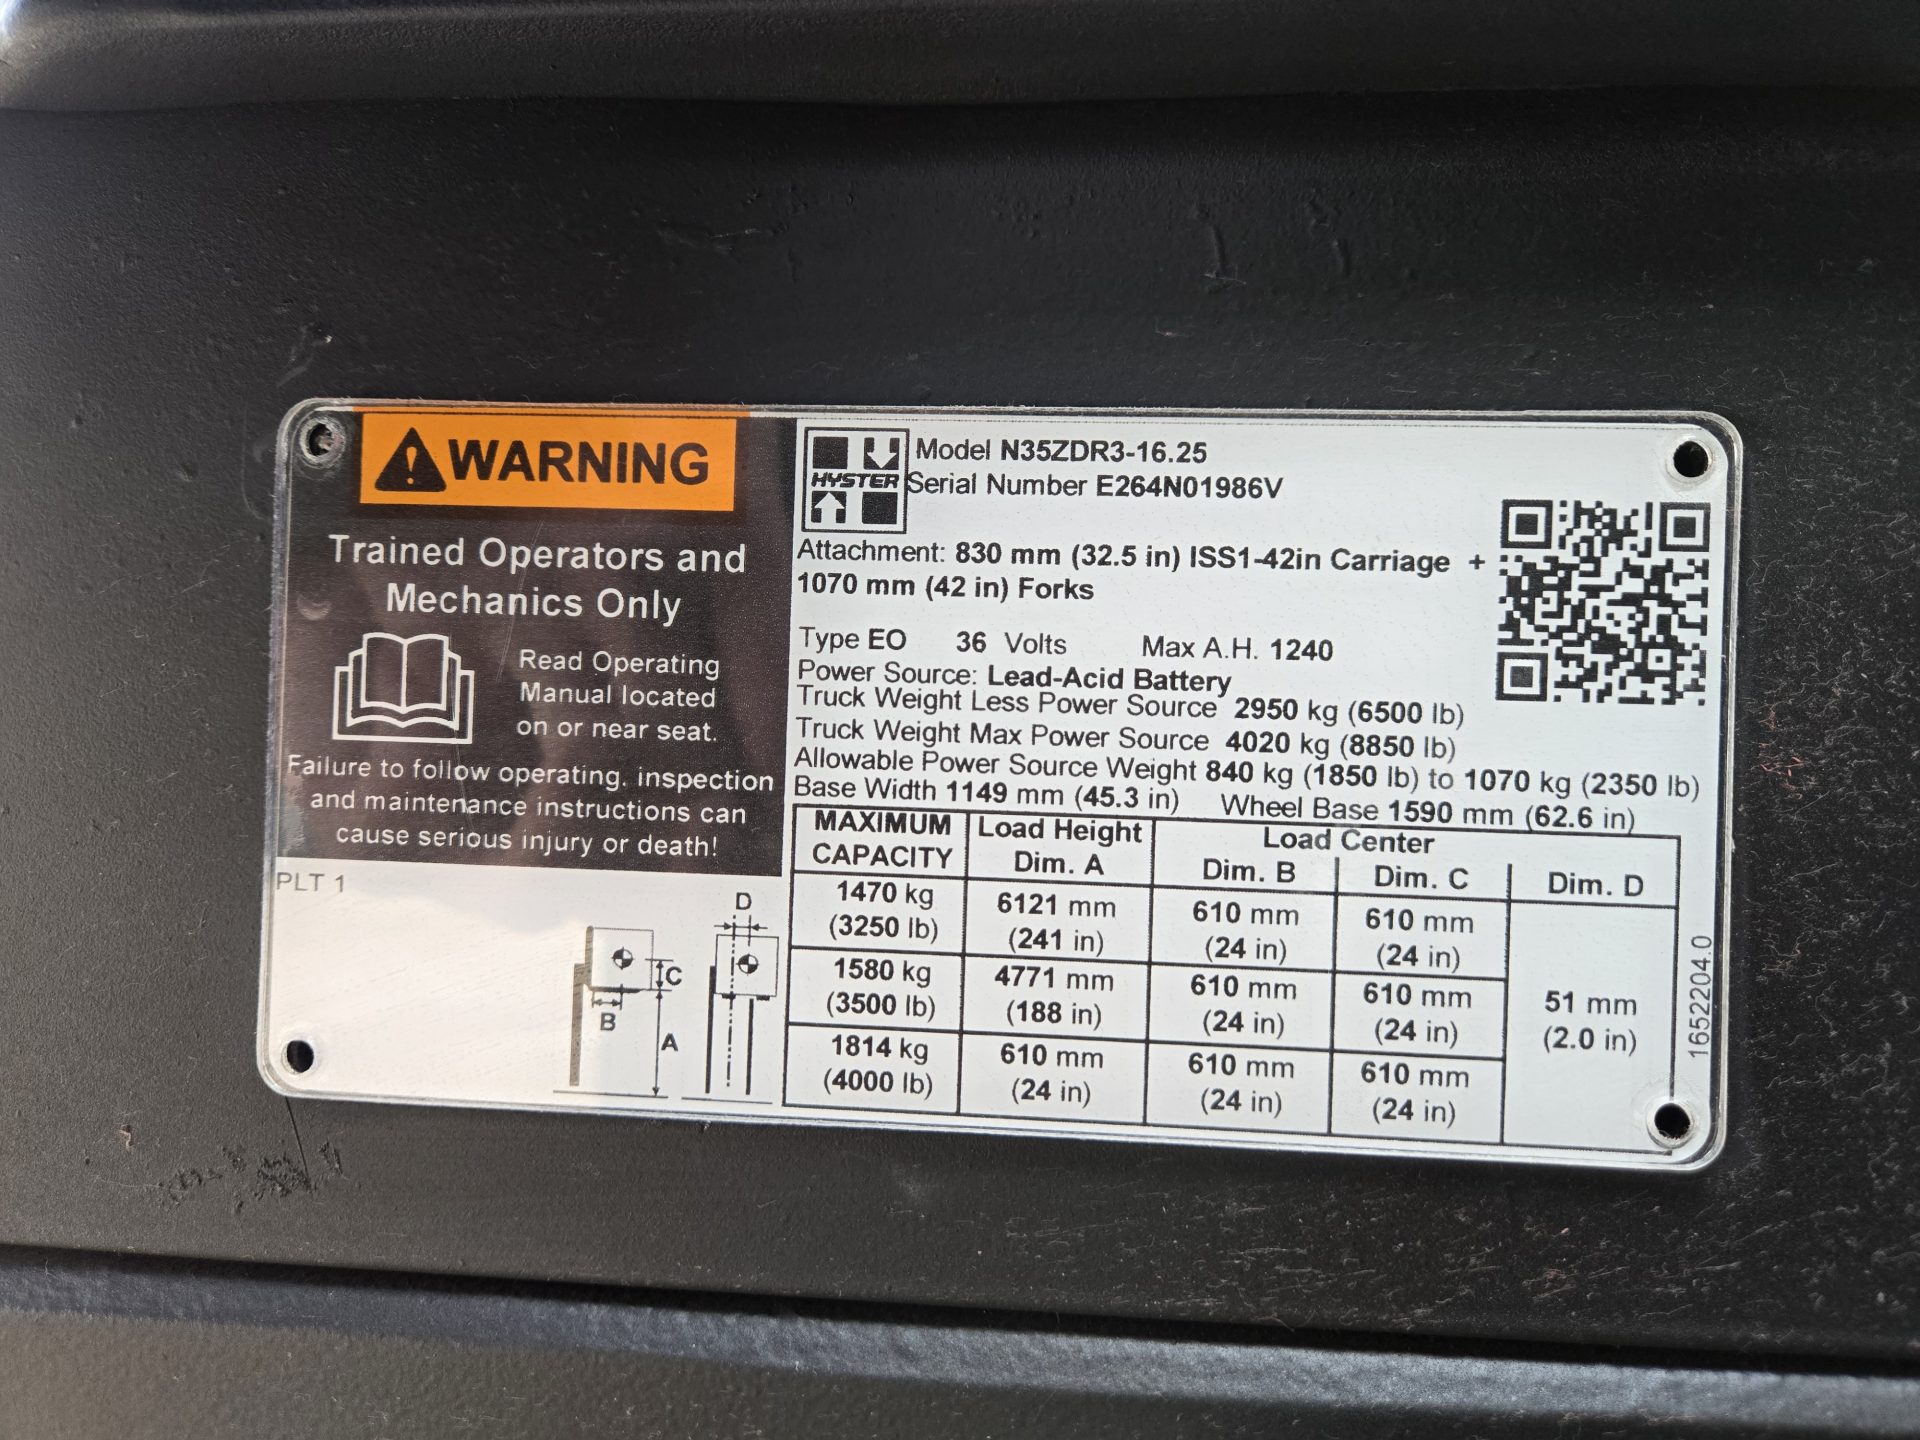 WARNING
Trained Operators and
Mechanics Only
Read Operating
Manual located
on or near seat.
Failure to follow operating, inspection
and maintenance instructions can
cause serious injury or death!
PLT 1
D
C
B
A
HYSTER
Model N35ZDR3-16.25
Serial Number E264N01986V
Attachment: 830 mm (32.5 in) ISS1-42in Carriage +
1070 mm (42 in) Forks
Type EO 36 Volts Max A.H. 1240
Power Source: Lead-Acid Battery
Truck Weight Less Power Source 2950 kg (6500 lb)
Truck Weight Max Power Source 4020 kg (8850 lb)
Allowable Power Source Weight 840 kg (1850 lb) to 1070 kg (2350 lb)
Base Width 1149 mm (45.3 in) Wheel Base 1590 mm (62.6 in)
MAXIMUM Load Height Load Center
CAPACITY Dim. A Dim. B Dim. C Dim. D
1470 kg 6121 mm 610 mm 610 mm
(3250 lb) (241 in) (24 in) (24 in)
1580 kg 4771 mm 610 mm 610 mm 51 mm
(3500 lb) (188 in) (24 in) (24 in) (2.0 in)
1814 kg 610 mm 610 mm 610 mm
(4000 lb) (24 in) (24 in) (24 in)
1652204.0